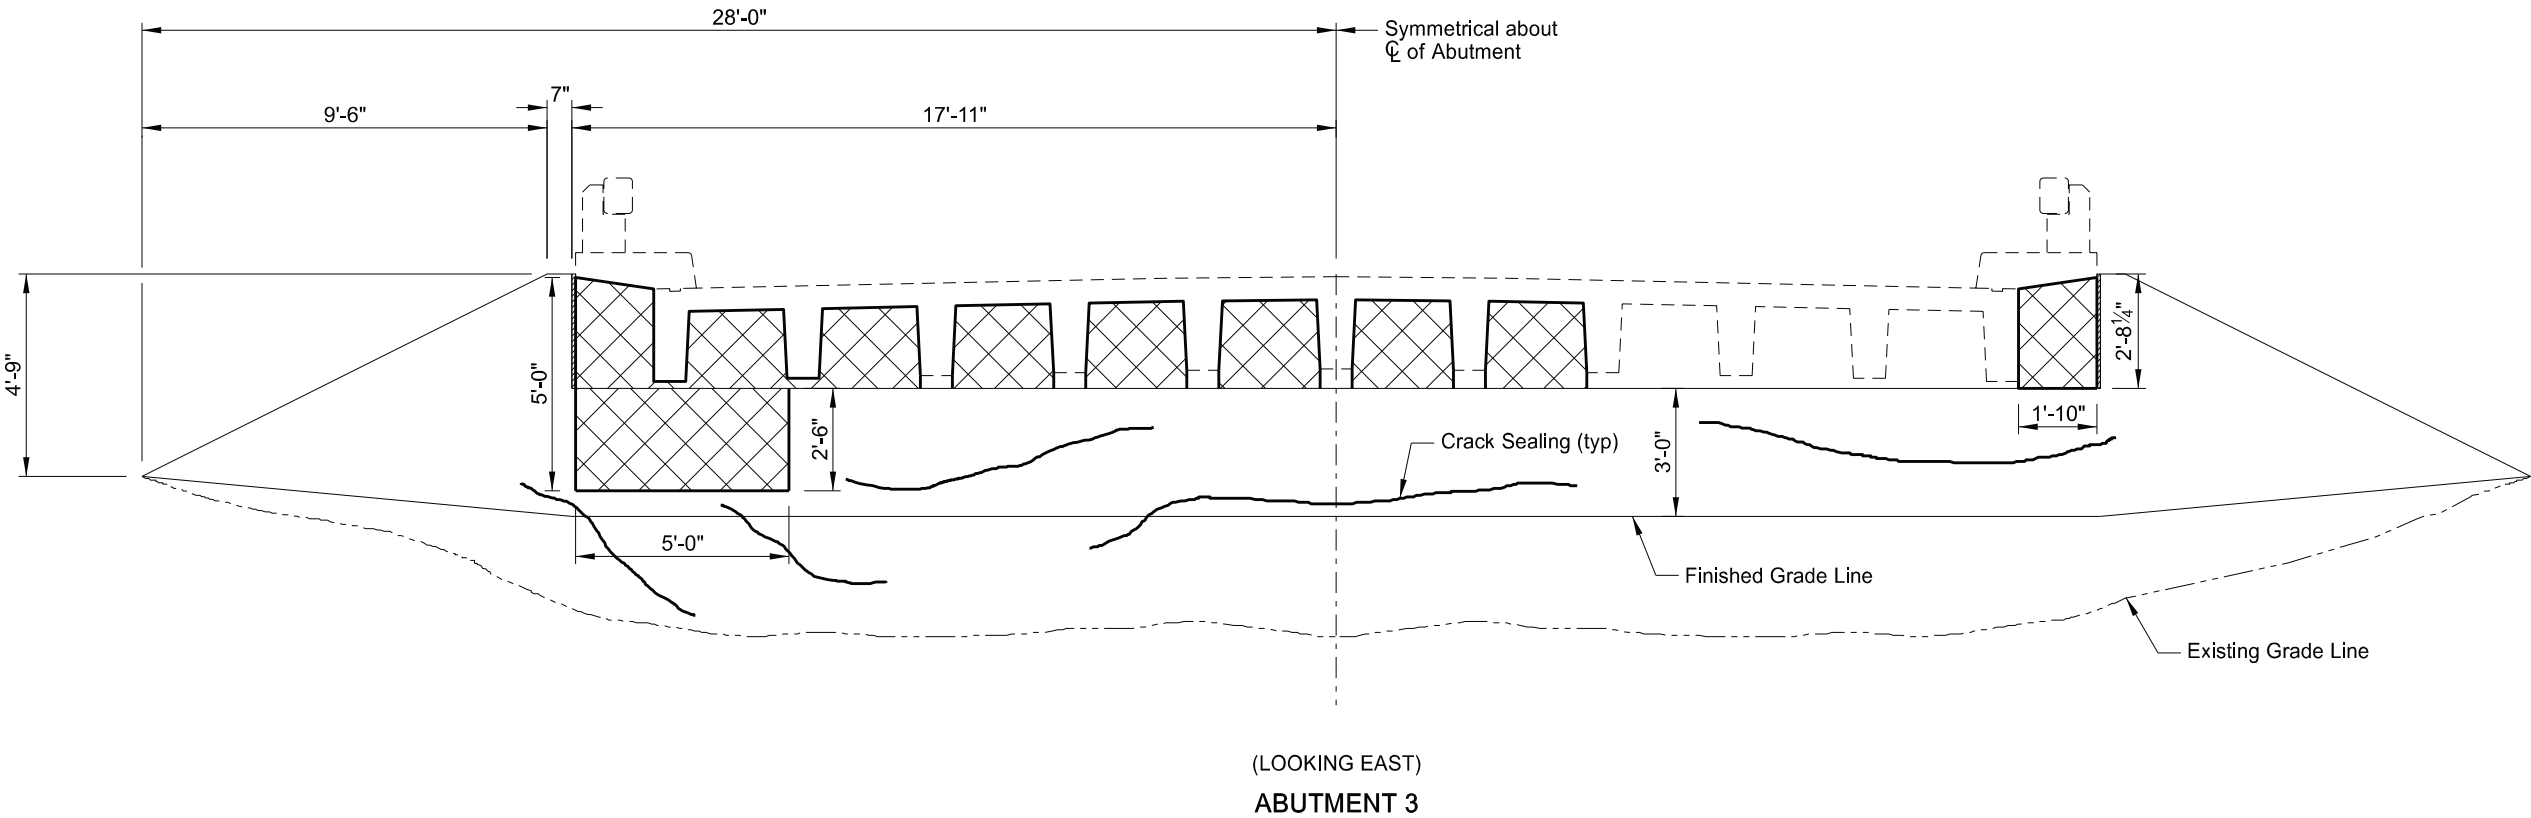 28'-0"
Symmetrical about
℄ of Abutment
7"
9'-6"
17'-11"
4'-9"
5'-0"
2'-8¼"
1'-10"
2'-6"
Crack Sealing (typ)
3'-0"
5'-0"
Finished Grade Line
Existing Grade Line
(LOOKING EAST)
ABUTMENT 3